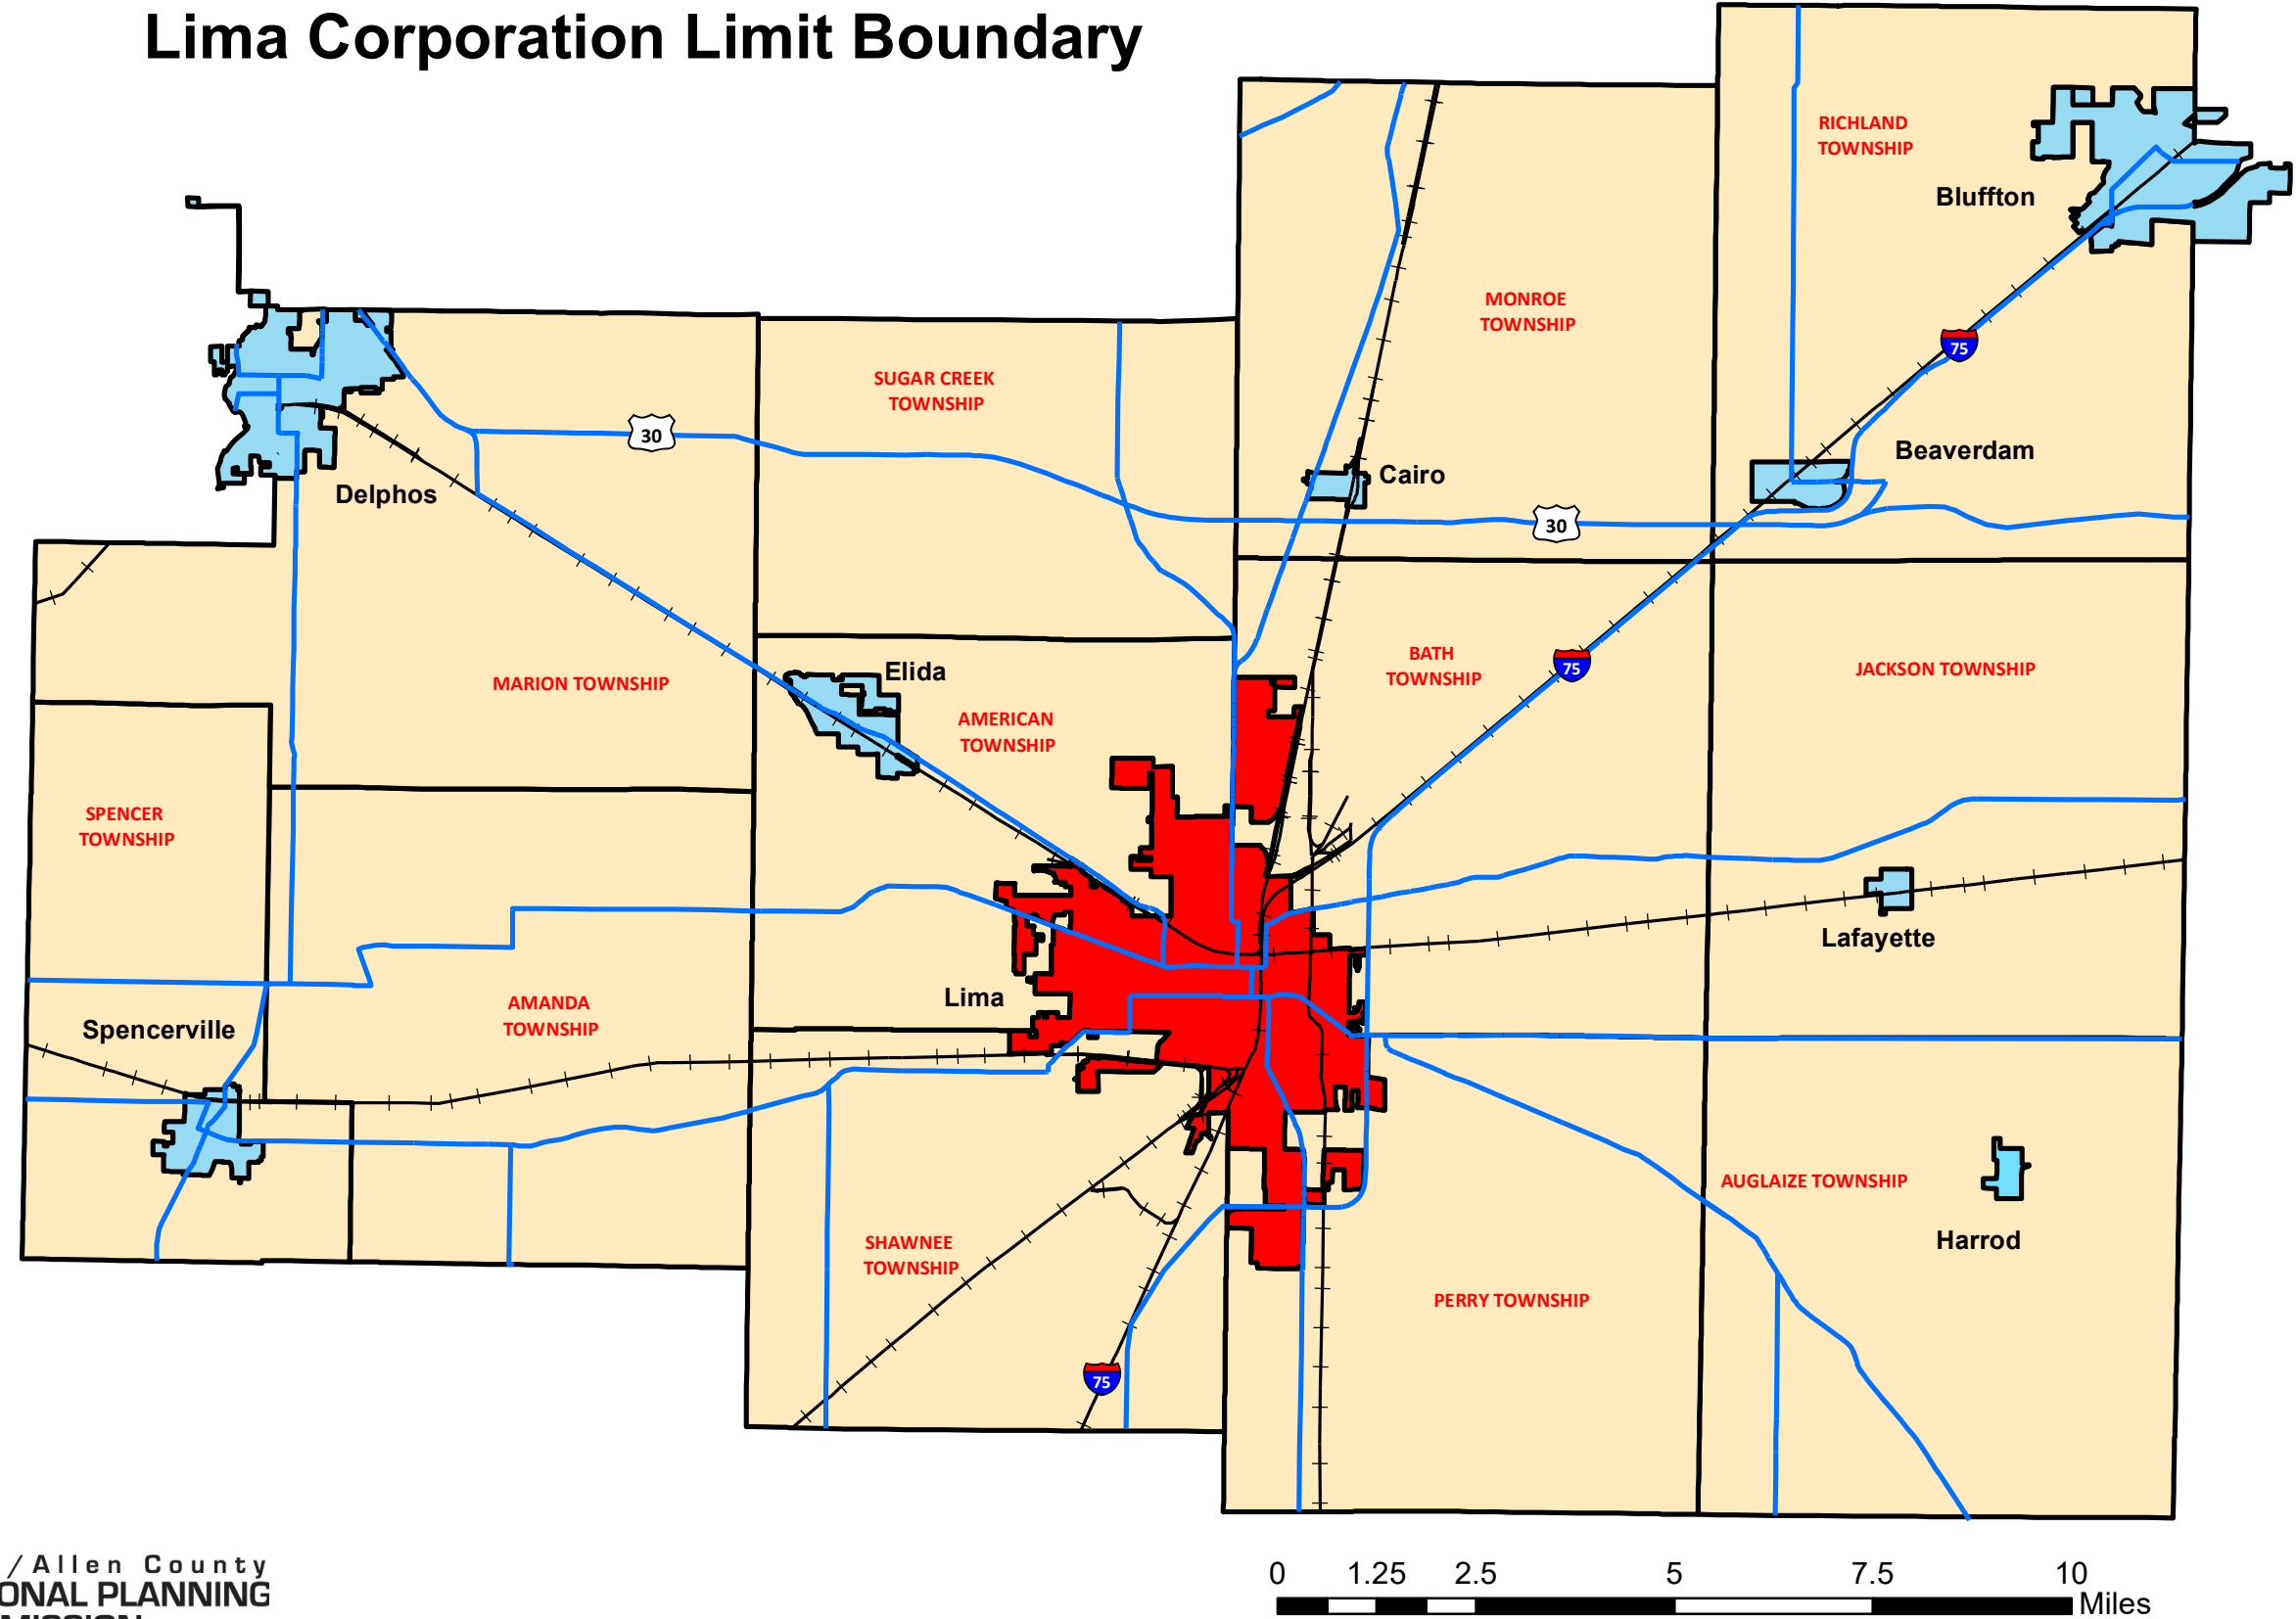 Lima Corporation Limit Boundary
RICHLAND
TOWNSHIP
Bluffton
MONROE
TOWNSHIP
75
SUGAR CREEK
TOWNSHIP
30
Beaverdam
Cairo
Delphos
30
BATH
TOWNSHIP
75
JACKSON TOWNSHIP
Elida
MARION TOWNSHIP
AMERICAN
TOWNSHIP
SPENCER
TOWNSHIP
Lafayette
Lima
AMANDA
TOWNSHIP
Spencerville
AUGLAIZE TOWNSHIP
Harrod
SHAWNEE
TOWNSHIP
PERRY TOWNSHIP
75
/Allen County
ONAL PLANNING
0 1.25 2.5 5 7.5 10
Miles